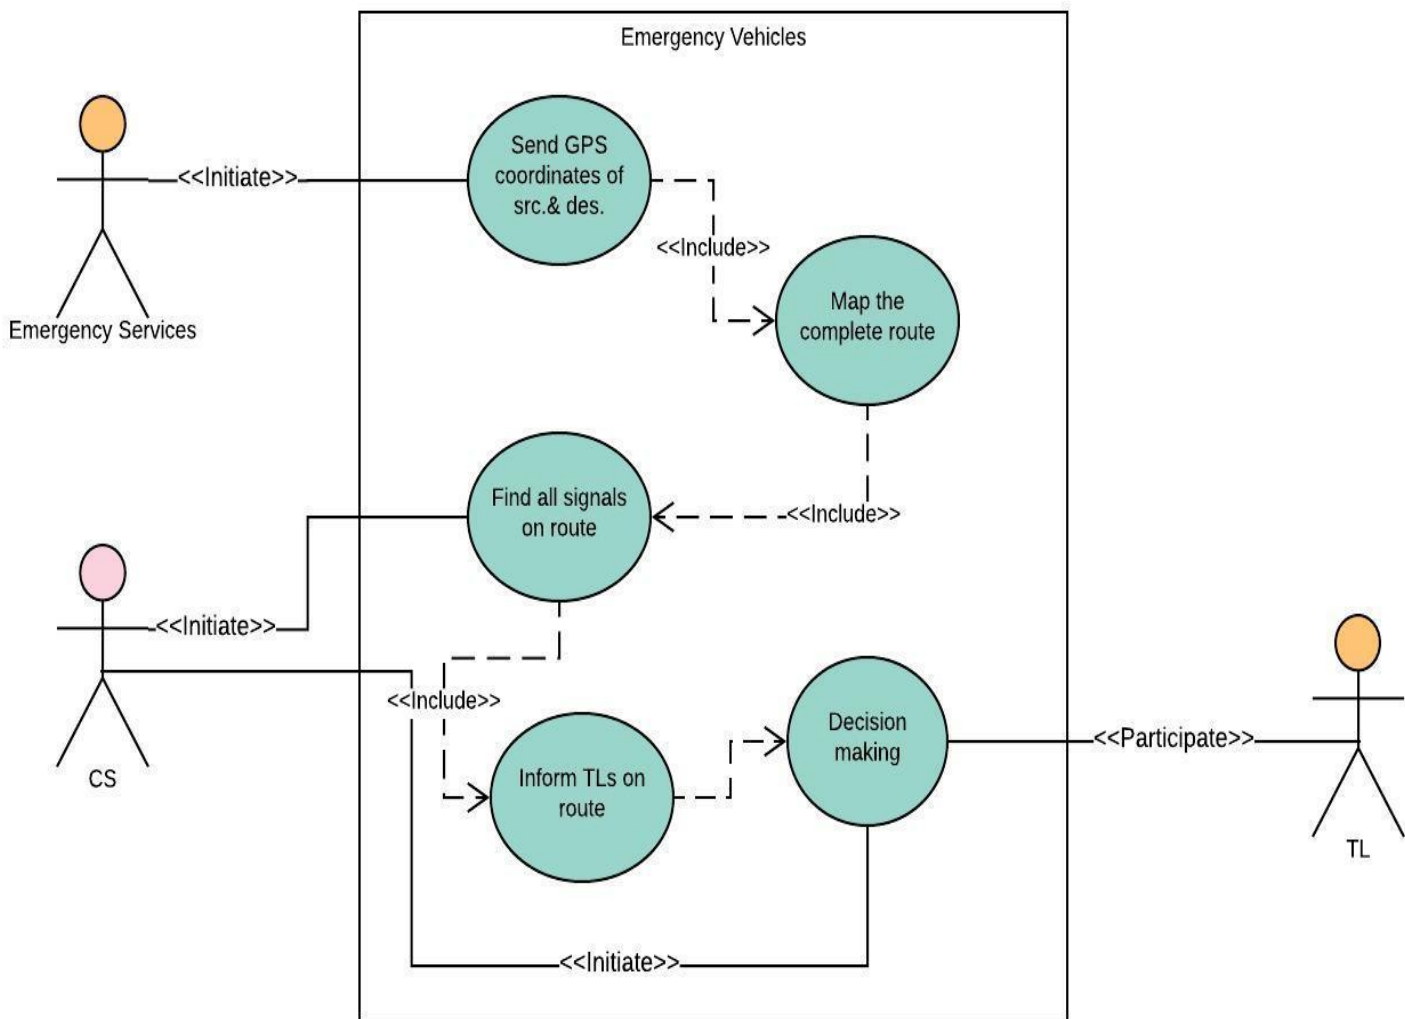 Emergency Vehicles
Send GPS
coordinates of
src.& des.
<<Initiate>>
<<Include>>
Map the
complete route
Emergency Services
Find all signals
on route
<<Include>>
<<Initiate>>
<<Include>>
CS
Inform TLs on
route
Decision
making
<<Participate>>
TL
<<Initiate>>